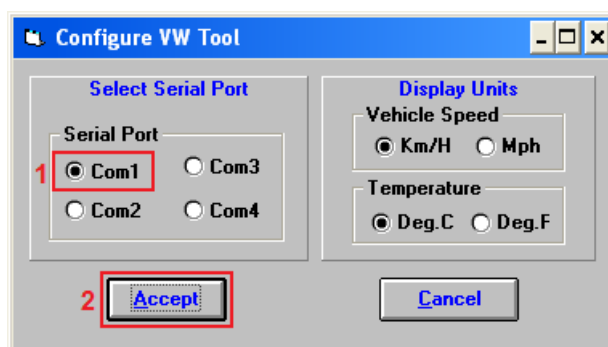 Configure VW Tool
Select Serial Port
Serial Port
1 Com1 Com3
Com2 Com4
Display Units
Vehicle Speed
Km/H Mph
Temperature
Deg.C Deg.F
2 Accept Cancel